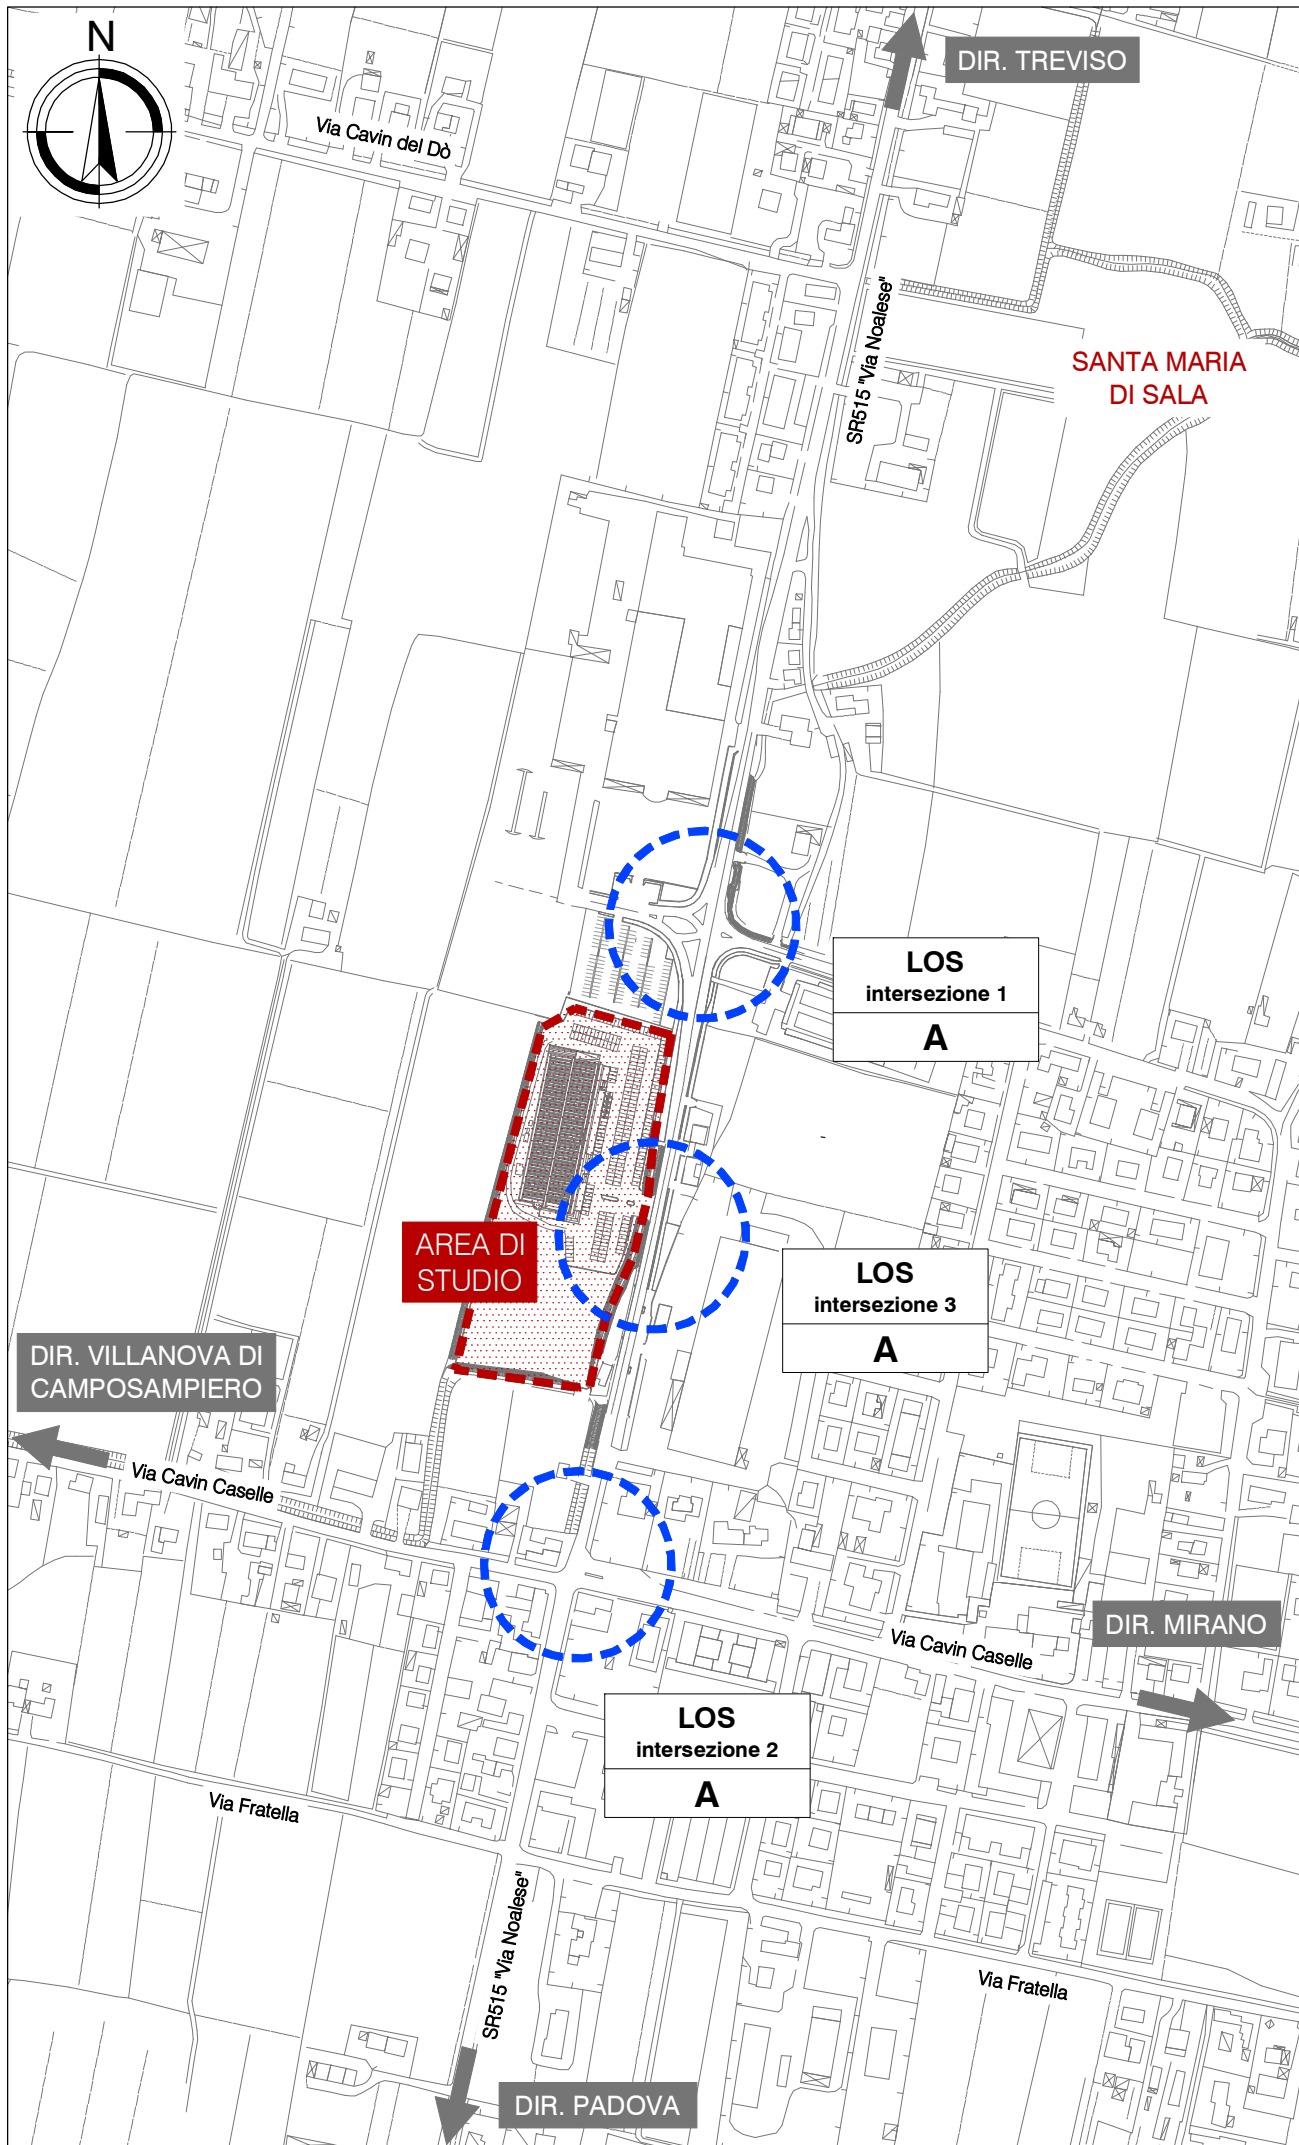 N
DIR. TREVISO
Via Cavin del Dò
SR515 "Via Noalese"
SANTA MARIA
DI SALA
LOS
intersezione 1
A
AREA DI
STUDIO
LOS
intersezione 3
A
DIR. VILLANOVA DI
CAMPOSAMPIERO
Via Cavin Caselle
DIR. MIRANO
Via Cavin Caselle
LOS
intersezione 2
A
Via Fratella
SR515 "Via Noalese"
Via Fratella
DIR. PADOVA